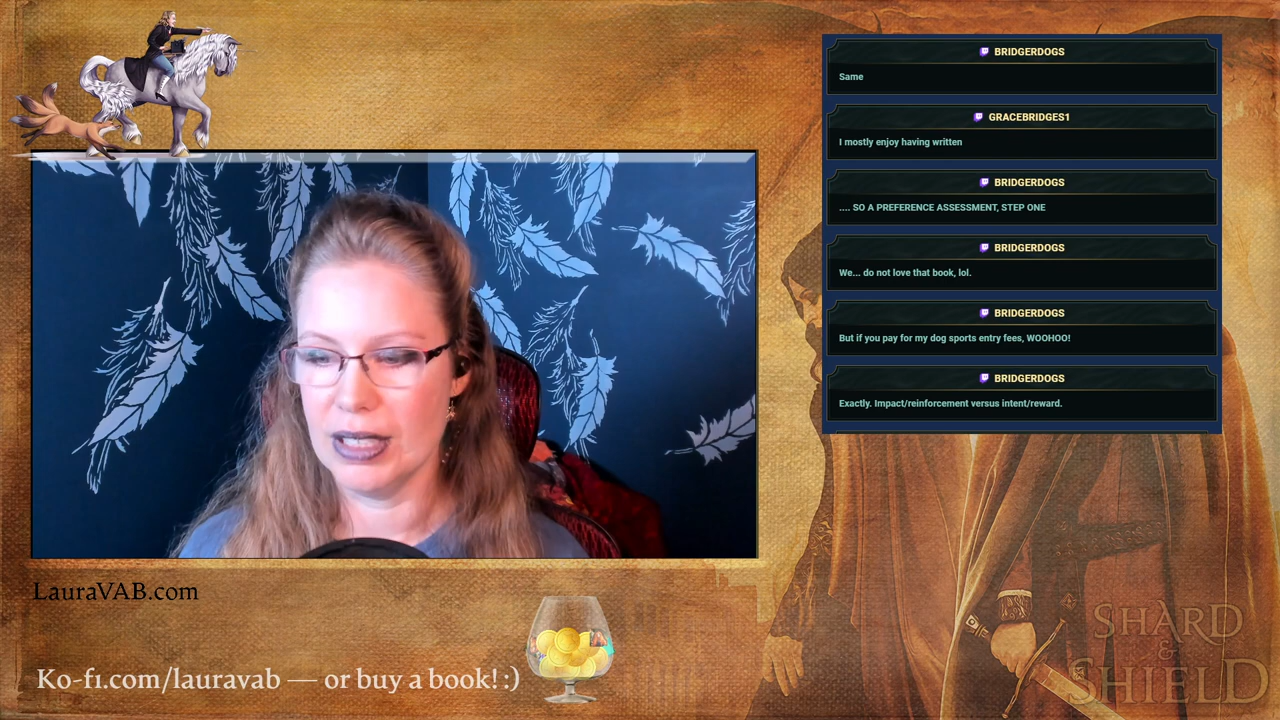 BRIDGERDOGS
Same
GRACEBRIDGES1
I mostly enjoy having written
BRIDGERDOGS
.... SO A PREFERENCE ASSESSMENT, STEP ONE
BRIDGERDOGS
We... do not love that book, lol.
BRIDGERDOGS
But if you pay for my dog sports entry fees, WOOHOO!
BRIDGERDOGS
Exactly. Impact/reinforcement versus intent/reward.
LauraVAB.com
Ko-fi.com/lauravab — or buy a book! :)
SHARD
&
SHIELD